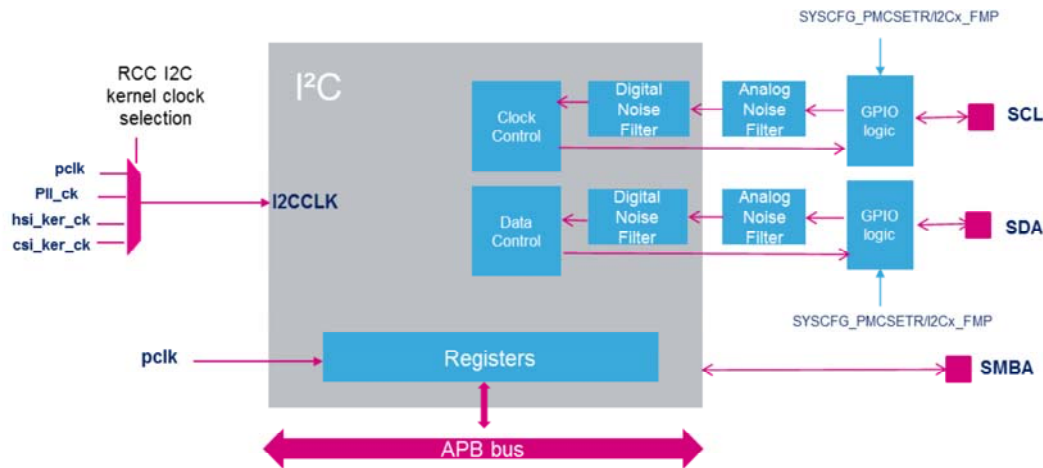 SYSCFG_PMCSETR/I2Cx_FMP
RCC I2C
kernel clock
selection
I²C
Clock
Control
Digital
Noise
Filter
Analog
Noise
Filter
GPIO
logic
SCL
pclk
Pll_ck
hsi_ker_ck
csi_ker_ck
I2CCLK
Data
Control
Digital
Noise
Filter
Analog
Noise
Filter
GPIO
logic
SDA
SYSCFG_PMCSETR/I2Cx_FMP
pclk
Registers
SMBA
APB bus